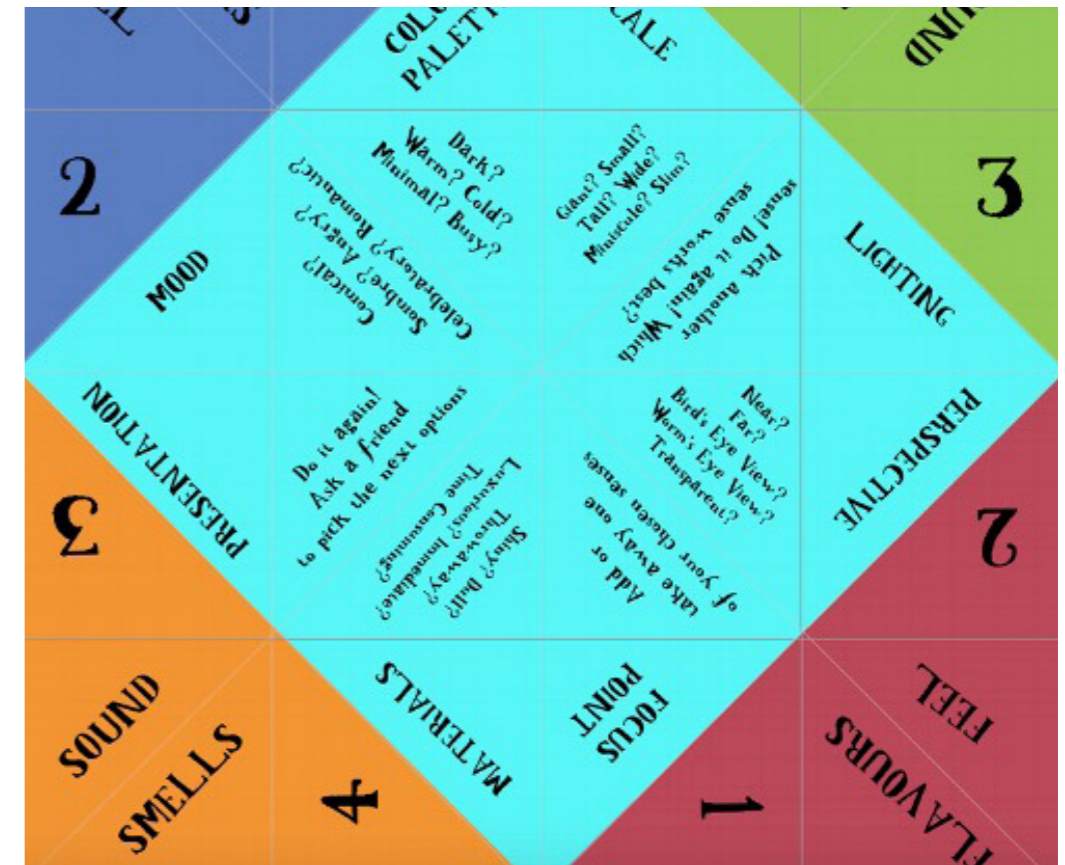 COLO
PALETT
CALE
OUND
2
3
MOOD
LIGHTING
Dark?
Warm? Cold?
Minimal? Busy?
Giant? Small?
Tall? Wide?
Miniscule? Slim?
Comical?
Sombre? Angry?
Celebratory? Romantic?
Pick another
sense! Do it again! Which
sense works best?
PRESENTATION
PERSPECTIVE
Do it again!
Ask a friend
to pick the next options
Near?
Far?
Bird's Eye View?
Worm's Eye View?
Transparent?
Shiny? Dull?
Throwaway?
Luxurious? Immediate?
Time Consuming?
Add or
take away one
of your chosen senses
3
2
SOUND
SMELLS
4
MATERIALS
FOCUS
POINT
1
FEEL
FLAVOURS